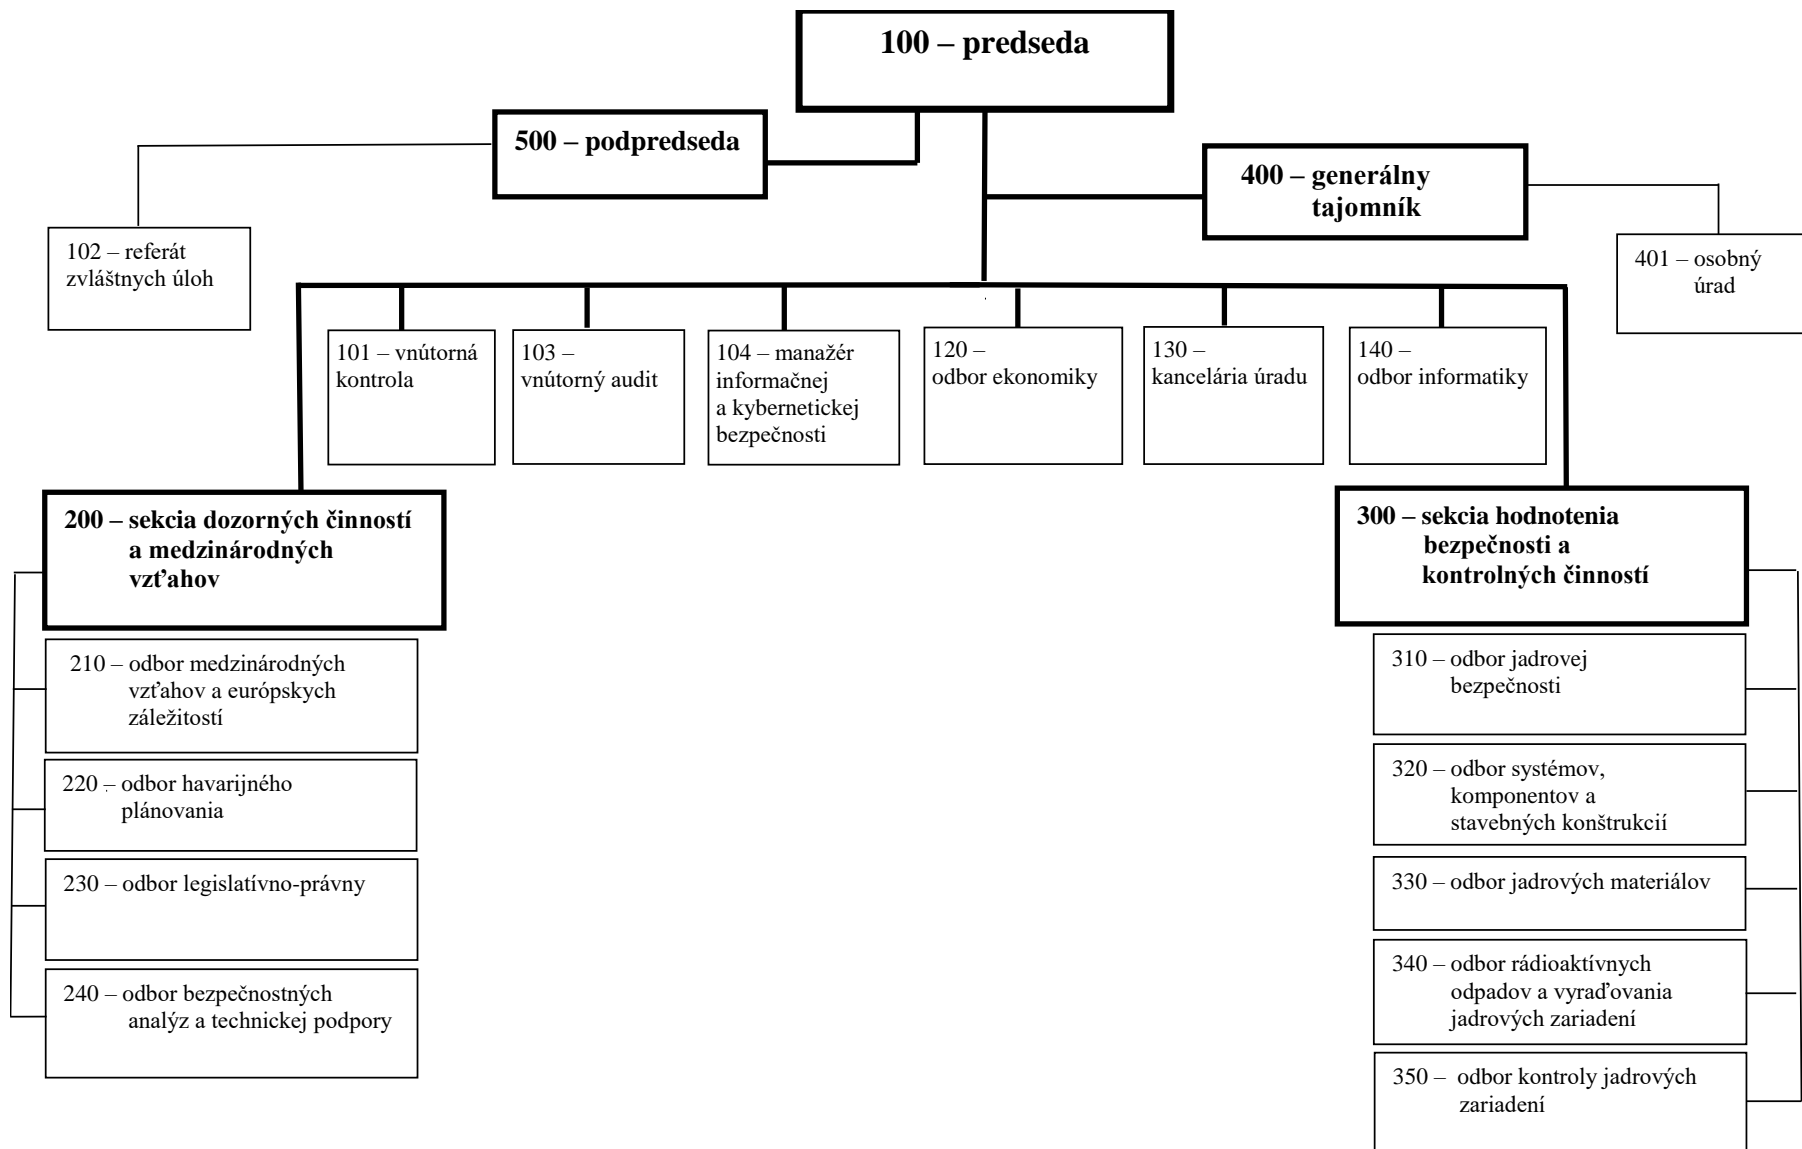 100 – predseda
500 – podpredseda
400 – generálny
tajomník
102 – referát
zvláštnych úloh
401 – osobný
úrad
101 – vnútorná
kontrola
103 –
vnútorný audit
104 – manažér
informačnej
a kybernetickej
bezpečnosti
120 –
odbor ekonomiky
130 –
kancelária úradu
140 –
odbor informatiky
200 – sekcia dozorných činností
a medzinárodných
vzťahov
300 – sekcia hodnotenia
bezpečnosti a
kontrolných činností
210 – odbor medzinárodných
vzťahov a európskych
záležitostí
220 – odbor havarijného
plánovania
230 – odbor legislatívno-právny
240 – odbor bezpečnostných
analýz a technickej podpory
310 – odbor jadrovej
bezpečnosti
320 – odbor systémov,
komponentov a
stavebných konštrukcií
330 – odbor jadrových materiálov
340 – odbor rádioaktívnych
odpadov a vyraďovania
jadrových zariadení
350 – odbor kontroly jadrových
zariadení